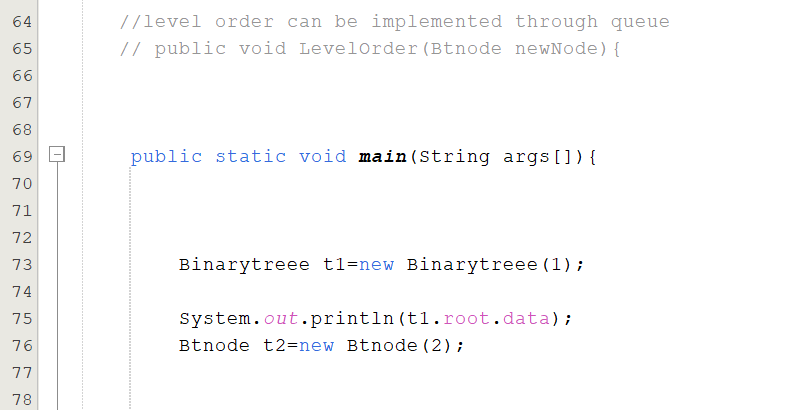 64 //level order can be implemented through queue
65 // public void LevelOrder(Btnode newNode){
66
67
68
69 public static void main(String args[]){
70
71
72
73 Binarytreee t1=new Binarytreee(1);
74
75 System.out.println(t1.root.data);
76 Btnode t2=new Btnode(2);
77
78